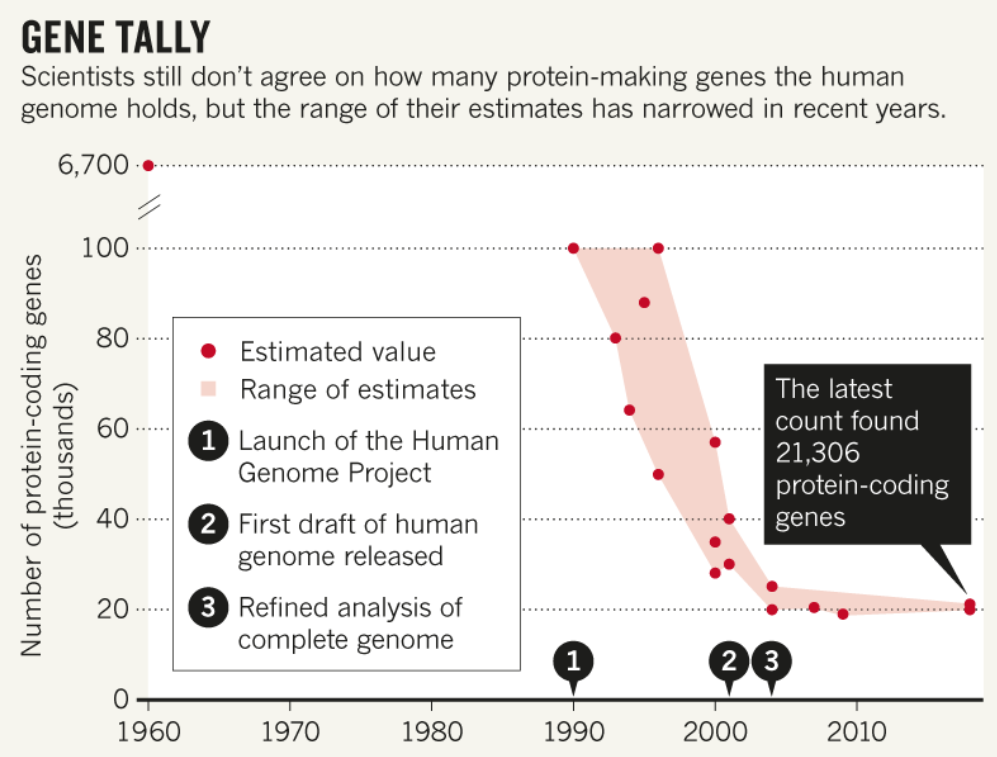 GENE TALLY
Scientists still don’t agree on how many protein-making genes the human
genome holds, but the range of their estimates has narrowed in recent years.
Number of protein-coding genes
(thousands)
6,700
100
80
60
40
20
0
Estimated value
Range of estimates
1 Launch of the Human
Genome Project
2 First draft of human
genome released
3 Refined analysis of
complete genome
The latest
count found
21,306
protein-coding
genes
1 2 3
1960 1970 1980 1990 2000 2010